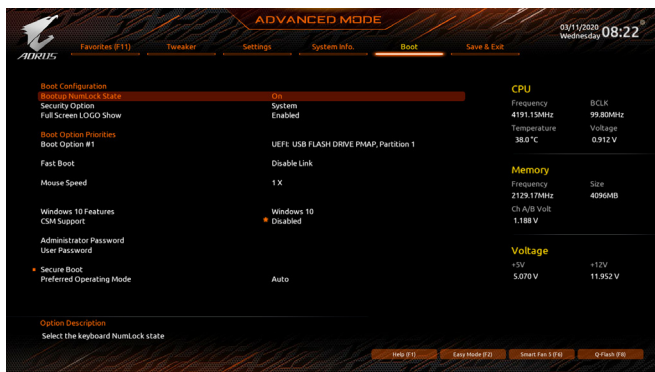 ADVANCED MODE
03/11/2020
Wednesday 08:22
AORUS
Favorites (F11) Tweaker Settings System Info. Boot Save & Exit
Boot Configuration
Bootup NumLock State On
Security Option System
Full Screen LOGO Show Enabled
Boot Option Priorities
Boot Option #1 UEFI: USB FLASH DRIVE PMAP, Partition 1
Fast Boot Disable Link
Mouse Speed 1 X
Windows 10 Features Windows 10
CSM Support Disabled
Administrator Password
User Password
Secure Boot
Preferred Operating Mode Auto
CPU
Frequency BCLK
4191.15MHz 99.80MHz
Temperature Voltage
38.0 °C 0.912 V
Memory
Frequency Size
2129.17MHz 4096MB
Ch A/B Volt
1.188 V
Voltage
+5V +12V
5.070 V 11.952 V
Option Description
Select the keyboard NumLock state
Help (F1) Easy Mode (F2) Smart Fan 5 (F6) Q-Flash (F8)